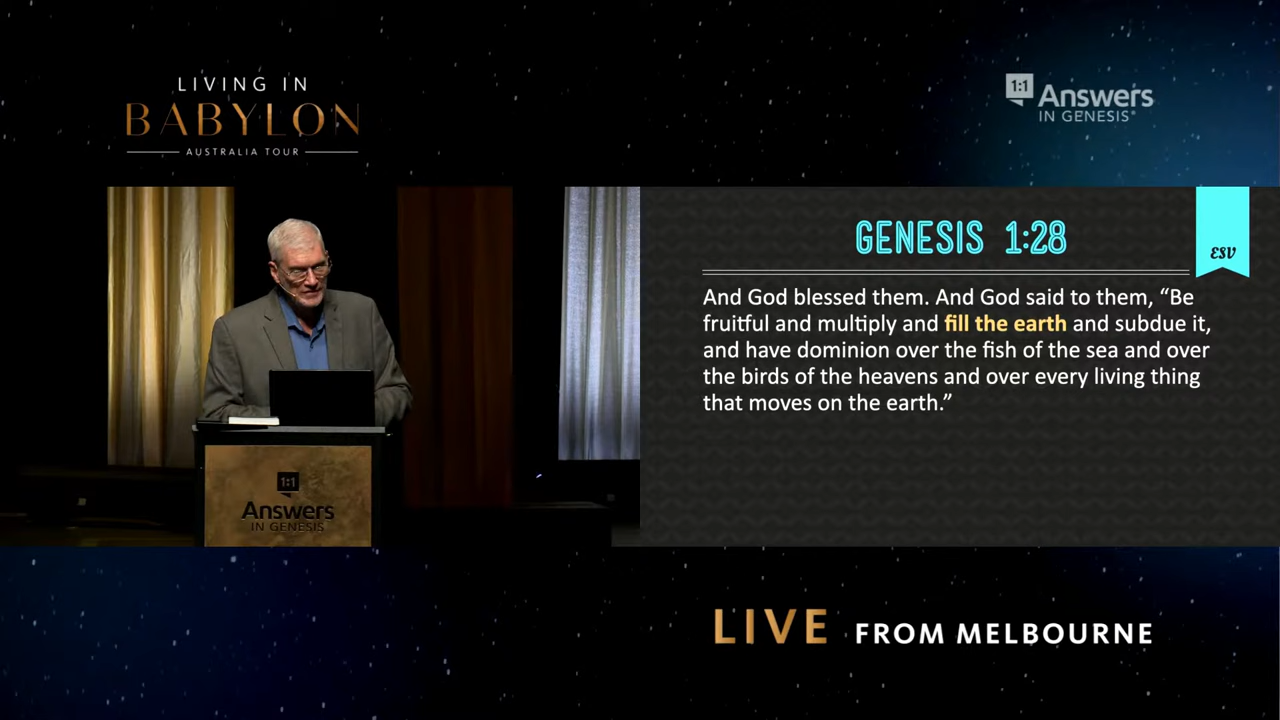 LIVING IN
BABYLON
AUSTRALIA TOUR
1:1
Answers
IN GENESIS®
GENESIS 1:28
ESV
And God blessed them. And God said to them, “Be
fruitful and multiply and fill the earth and subdue it,
and have dominion over the fish of the sea and over
the birds of the heavens and over every living thing
that moves on the earth.”
1:1
Answers
IN GENESIS
LIVE FROM MELBOURNE